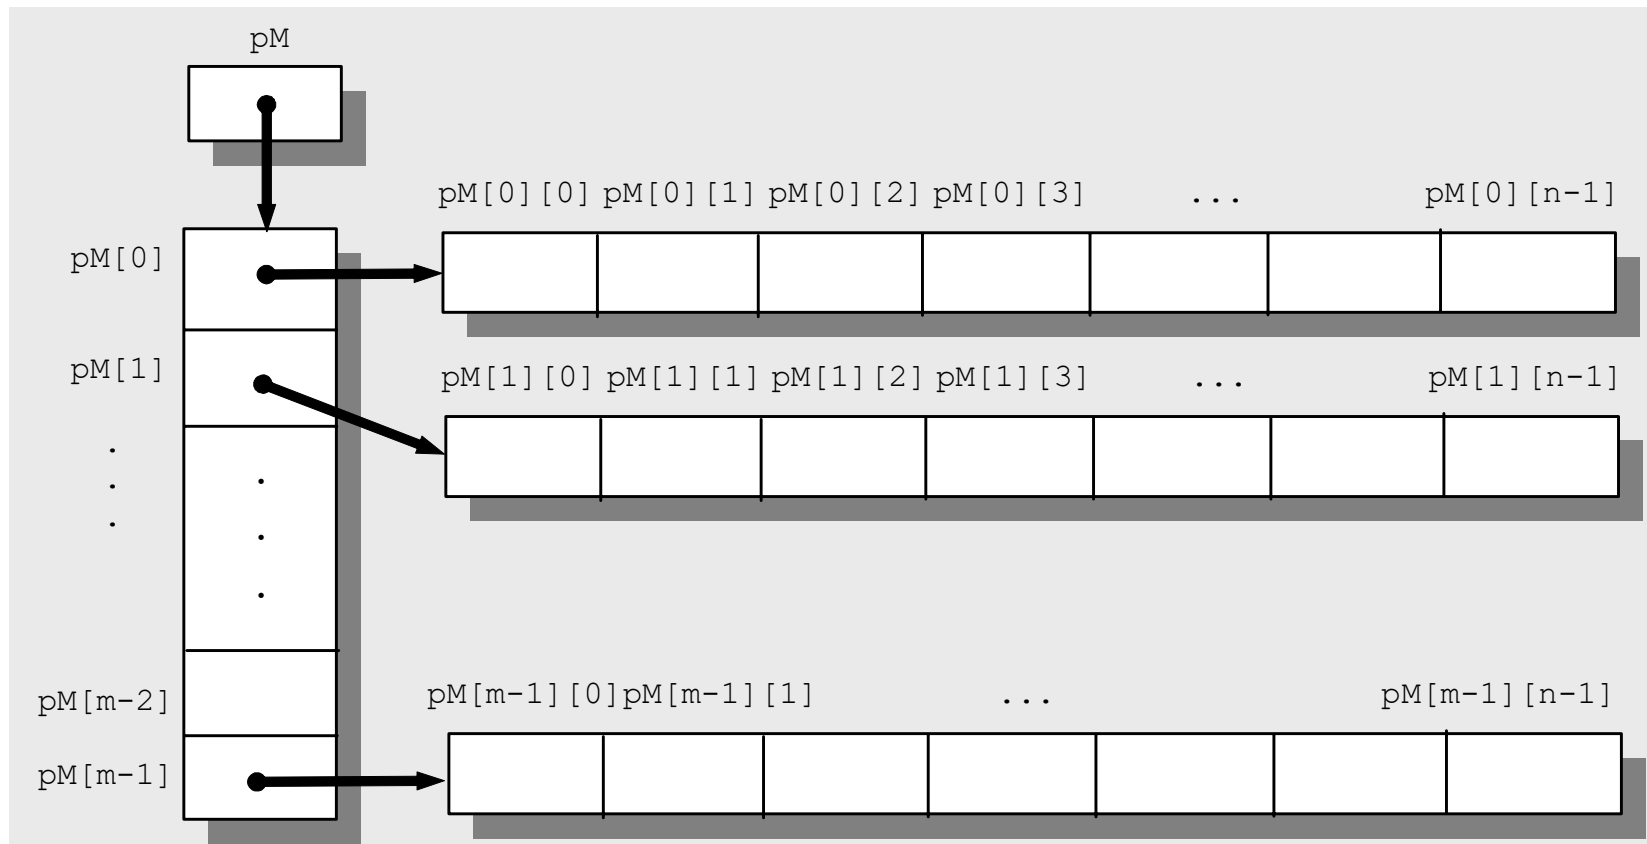 pM
pM[0][0] pM[0][1] pM[0][2] pM[0][3] ... pM[0][n-1]
pM[0]
pM[1]
pM[1][0] pM[1][1] pM[1][2] pM[1][3] ... pM[1][n-1]
. 
.
.
.
.
.
pM[m-2]
pM[m-1][0] pM[m-1][1] ... pM[m-1][n-1]
pM[m-1]